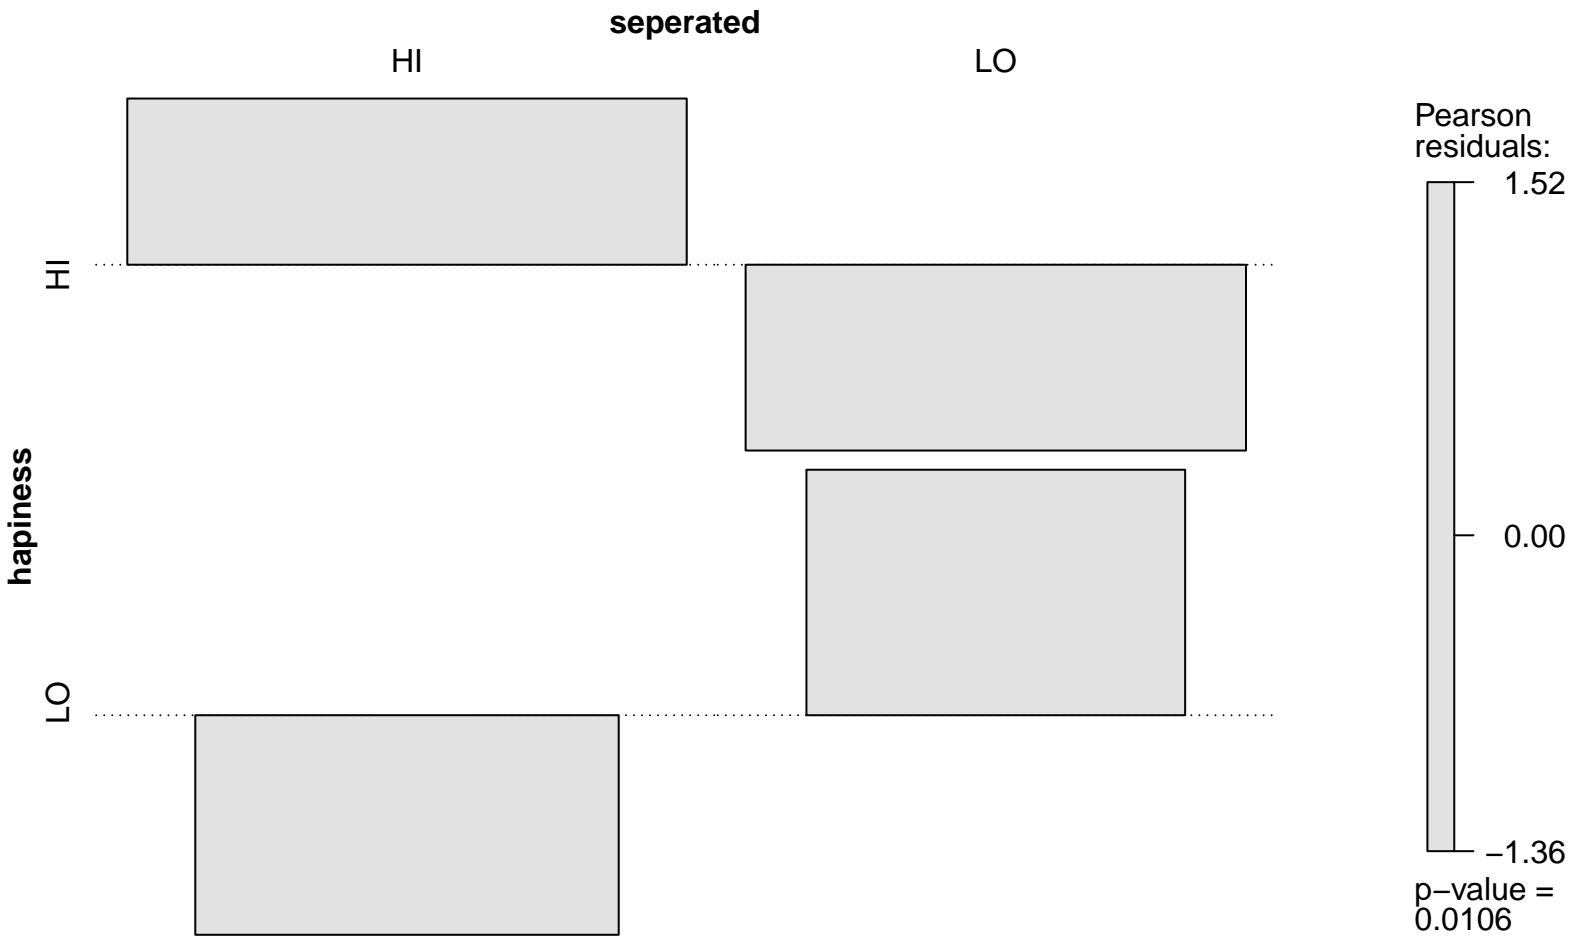 seperated
HI
LO
HI
LO
hapiness
Pearson
residuals:
1.52
0.00
−1.36
p−value =
0.0106